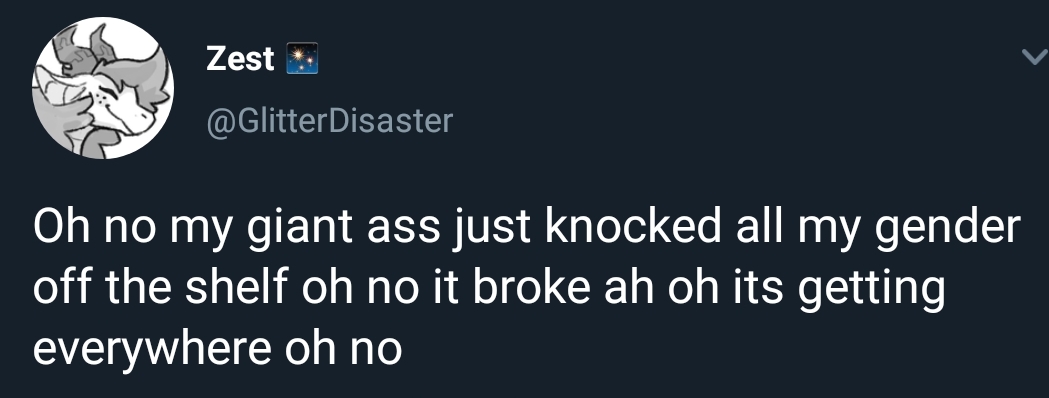 Zest 🎇
@GlitterDisaster
Oh no my giant ass just knocked all my gender
off the shelf oh no it broke ah oh its getting
everywhere oh no